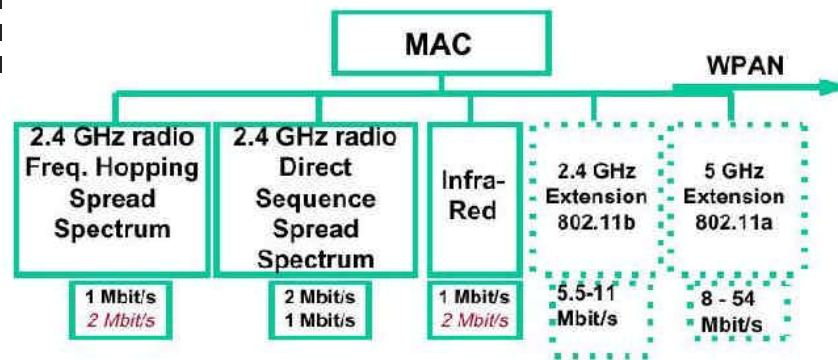 MAC
WPAN
2.4 GHz radio
Freq. Hopping
Spread
Spectrum
2.4 GHz radio
Direct
Sequence
Spread
Spectrum
Infra-
Red
2.4 GHz
Extension
802.11b
5 GHz
Extension
802.11a
1 Mbit/s
2 Mbit/s
2 Mbit/s
1 Mbit/s
1 Mbit/s
2 Mbit/s
5.5-11
Mbit/s
8 - 54
Mbit/s